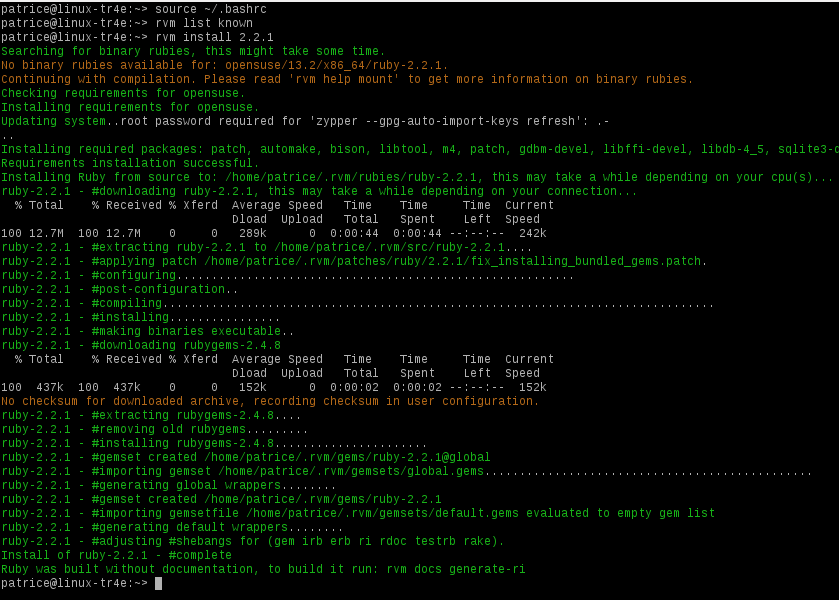 patrice@linux-tr4e:~> source ~/.bashrc
patrice@linux-tr4e:~> rvm list known
patrice@linux-tr4e:~> rvm install 2.2.1
Searching for binary rubies, this might take some time.
No binary rubies available for: opensuse/13.2/x86_64/ruby-2.2.1.
Continuing with compilation. Please read 'rvm help mount' to get more information on binary rubies.
Checking requirements for opensuse.
Installing requirements for opensuse.
Updating system..root password required for 'zypper --gpg-auto-import-keys refresh': .-
..
Installing required packages: patch, automake, bison, libtool, m4, patch, gdbm-devel, libffi-devel, libdb-4_5, sqlite3-d
Requirements installation successful.
Installing Ruby from source to: /home/patrice/.rvm/rubies/ruby-2.2.1, this may take a while depending on your cpu(s)...
ruby-2.2.1 - #downloading ruby-2.2.1, this may take a while depending on your connection...
  % Total    % Received % Xferd  Average Speed   Time    Time     Time  Current
                                 Dload  Upload   Total   Spent    Left  Speed
100 12.7M  100 12.7M    0     0   289k      0  0:00:44  0:00:44 --:--:--  242k
ruby-2.2.1 - #extracting ruby-2.2.1 to /home/patrice/.rvm/src/ruby-2.2.1....
ruby-2.2.1 - #applying patch /home/patrice/.rvm/patches/ruby/2.2.1/fix_installing_bundled_gems.patch.
ruby-2.2.1 - #configuring.........................................................
ruby-2.2.1 - #post-configuration..
ruby-2.2.1 - #compiling...............................................................................
ruby-2.2.1 - #installing................
ruby-2.2.1 - #making binaries executable..
ruby-2.2.1 - #downloading rubygems-2.4.8
  % Total    % Received % Xferd  Average Speed   Time    Time     Time  Current
                                 Dload  Upload   Total   Spent    Left  Speed
100  437k  100  437k    0     0   152k      0  0:00:02  0:00:02 --:--:--  152k
No checksum for downloaded archive, recording checksum in user configuration.
ruby-2.2.1 - #extracting rubygems-2.4.8....
ruby-2.2.1 - #removing old rubygems.........
ruby-2.2.1 - #installing rubygems-2.4.8......................
ruby-2.2.1 - #gemset created /home/patrice/.rvm/gems/ruby-2.2.1@global
ruby-2.2.1 - #importing gemset /home/patrice/.rvm/gemsets/global.gems...............................................
ruby-2.2.1 - #generating global wrappers........
ruby-2.2.1 - #gemset created /home/patrice/.rvm/gems/ruby-2.2.1
ruby-2.2.1 - #importing gemsetfile /home/patrice/.rvm/gemsets/default.gems evaluated to empty gem list
ruby-2.2.1 - #generating default wrappers........
ruby-2.2.1 - #adjusting #shebangs for (gem irb erb ri rdoc testrb rake).
Install of ruby-2.2.1 - #complete
Ruby was built without documentation, to build it run: rvm docs generate-ri
patrice@linux-tr4e:~>